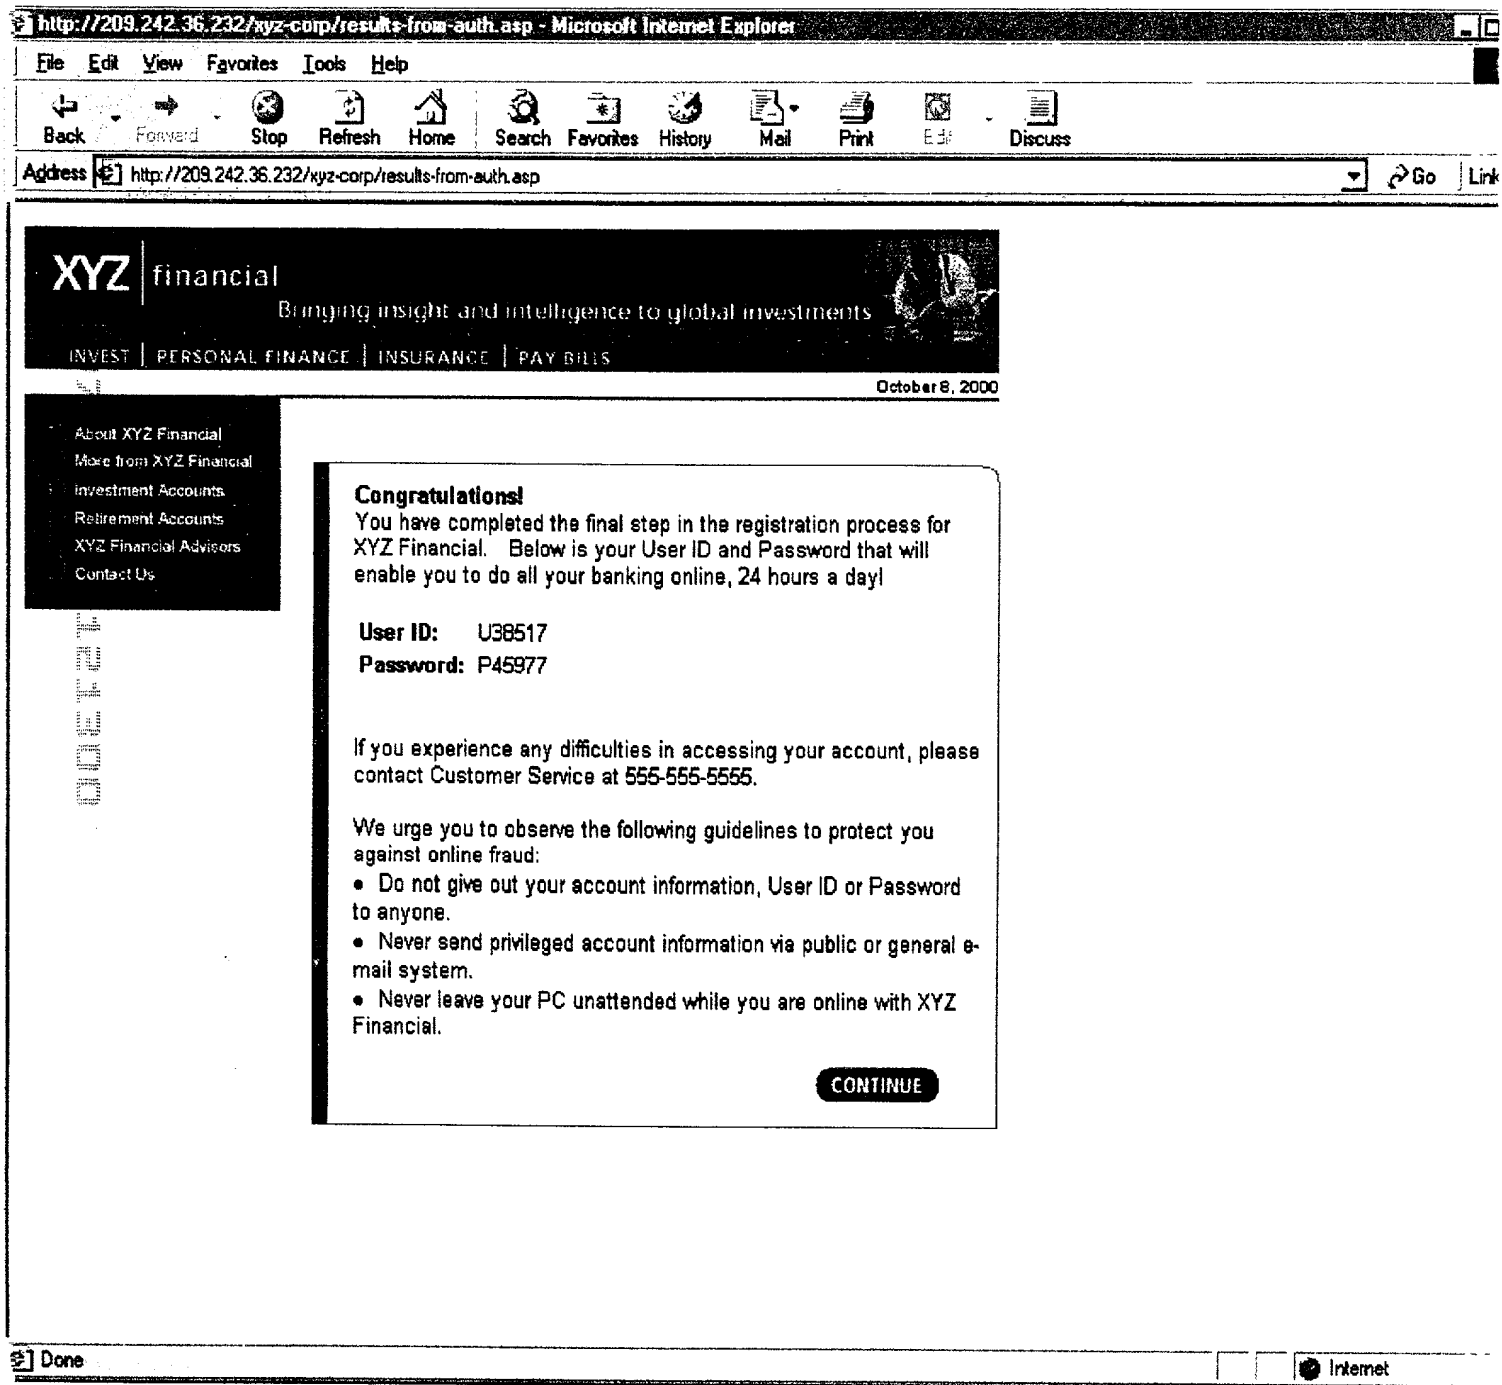 http://209.242.36.232/xyz-corp/results-from-auth.asp - Microsoft Internet Explorer
File Edit View Favorites Tools Help
Back Forward Stop Refresh Home Search Favorites History Mail Print Edit Discuss
Address http://209.242.36.232/xyz-corp/results-from-auth.asp Go Link
XYZ financial
Bringing insight and intelligence to global investments
INVEST | PERSONAL FINANCE | INSURANCE | PAY BILLS
October 8, 2000
About XYZ Financial
More from XYZ Financial
Investment Accounts
Retirement Accounts
XYZ Financial Advisors
Contact Us
Congratulations!
You have completed the final step in the registration process for
XYZ Financial. Below is your User ID and Password that will
enable you to do all your banking online, 24 hours a day!
User ID: U38517
Password: P45977
If you experience any difficulties in accessing your account, please
contact Customer Service at 555-555-5555.
We urge you to observe the following guidelines to protect you
against online fraud:
• Do not give out your account information, User ID or Password
to anyone.
• Never send privileged account information via public or general e-
mail system.
• Never leave your PC unattended while you are online with XYZ
Financial.
CONTINUE
Done
Internet